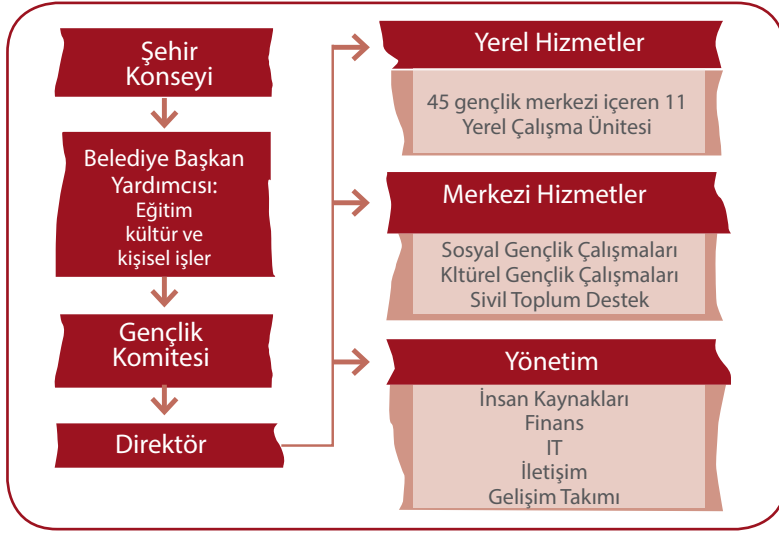 Şehir
Konseyi
Belediye Başkan
Yardımcısı:
Eğitim
kültür ve
kişisel işler
Gençlik
Komitesi
Direktör
Yerel Hizmetler
45 gençlik merkezi içeren 11
Yerel Çalışma Ünitesi
Merkezi Hizmetler
Sosyal Gençlik Çalışmaları
Kltürel Gençlik Çalışmaları
Sivil Toplum Destek
Yönetim
İnsan Kaynakları
Finans
IT
İletişim
Gelişim Takımı